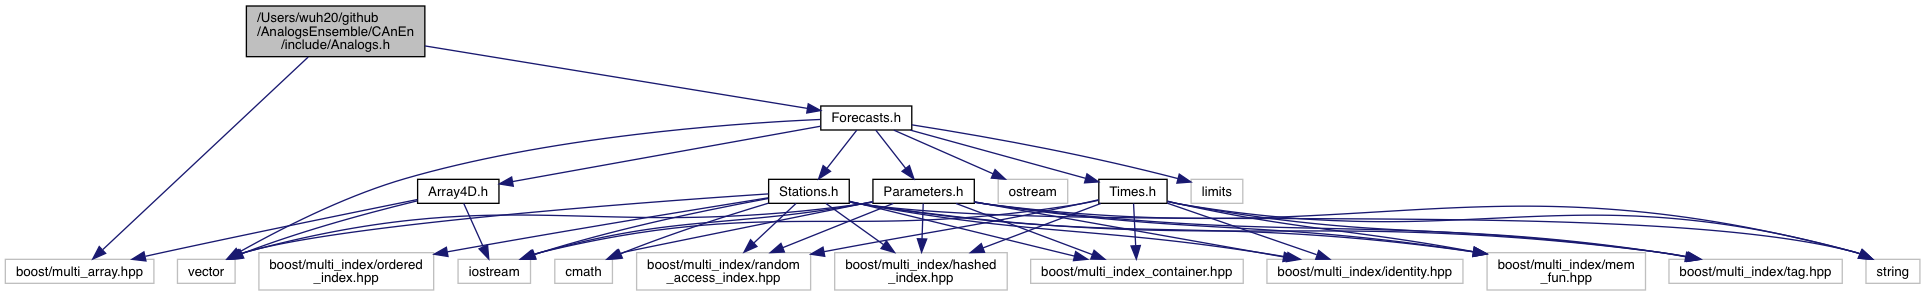 /Users/wuh20/github
/AnalogsEnsemble/CAnEn
/include/Analogs.h
Forecasts.h
Array4D.h
Stations.h
Parameters.h
ostream
Times.h
limits
boost/multi_array.hpp
vector
boost/multi_index/ordered
_index.hpp
iostream
cmath
boost/multi_index/random
_access_index.hpp
boost/multi_index/hashed
_index.hpp
boost/multi_index_container.hpp
boost/multi_index/identity.hpp
boost/multi_index/mem
_fun.hpp
boost/multi_index/tag.hpp
string